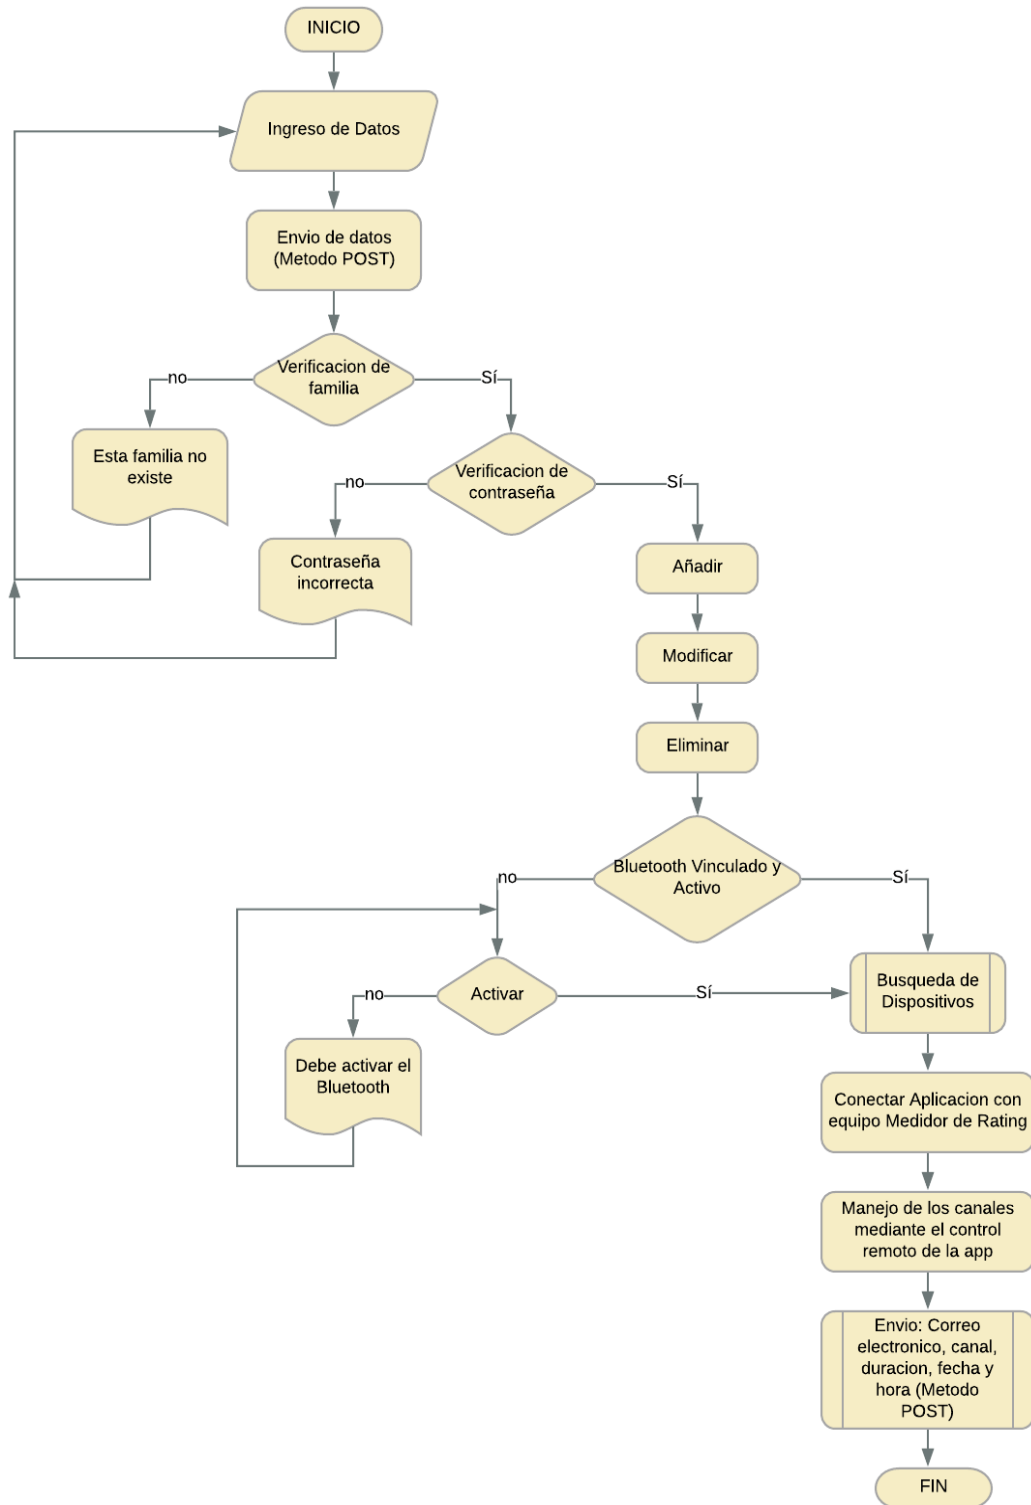 INICIO
Ingreso de Datos
Envio de datos
(Metodo POST)
Verificacion de
familia
no
Sí
Esta familia no
existe
Verificacion de
contraseña
no
Sí
Contraseña
incorrecta
Añadir
Modificar
Eliminar
Bluetooth Vinculado y
Activo
no
Sí
Activar
no
Sí
Busqueda de
Dispositivos
Debe activar el
Bluetooth
Conectar Aplicacion con
equipo Medidor de Rating
Manejo de los canales
mediante el control
remoto de la app
Envio: Correo
electronico, canal,
duracion, fecha y
hora (Metodo
POST)
FIN